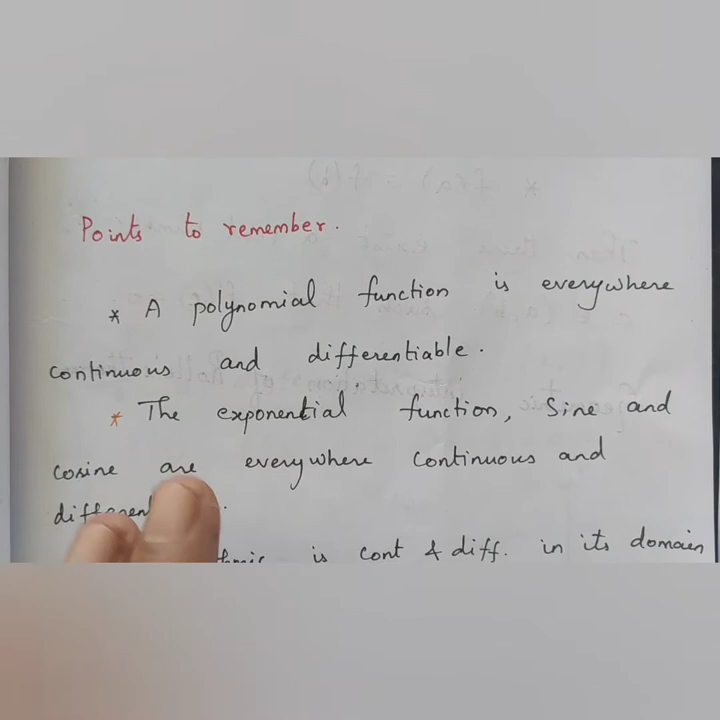 Points to remember.
* A polynomial function is everywhere
continuous and differentiable.
* The exponential function, Sine and
cosine are everywhere continuous and
is cont & diff. in its domain